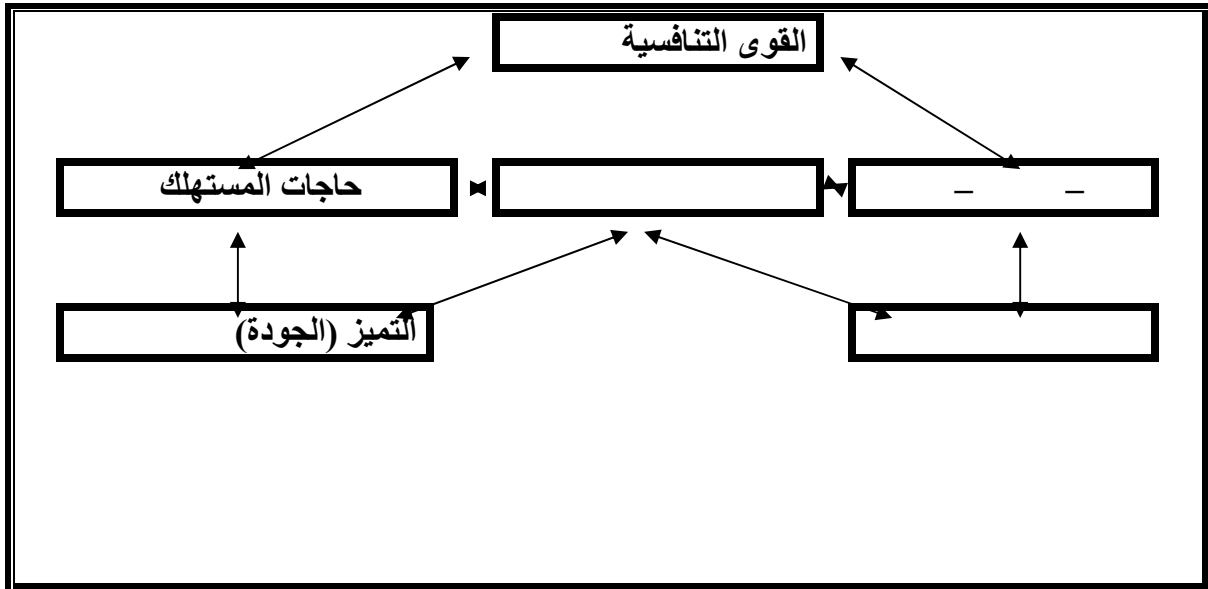 القوى التنافسية
– –
حاجات المستهلك
التميز (الجودة)